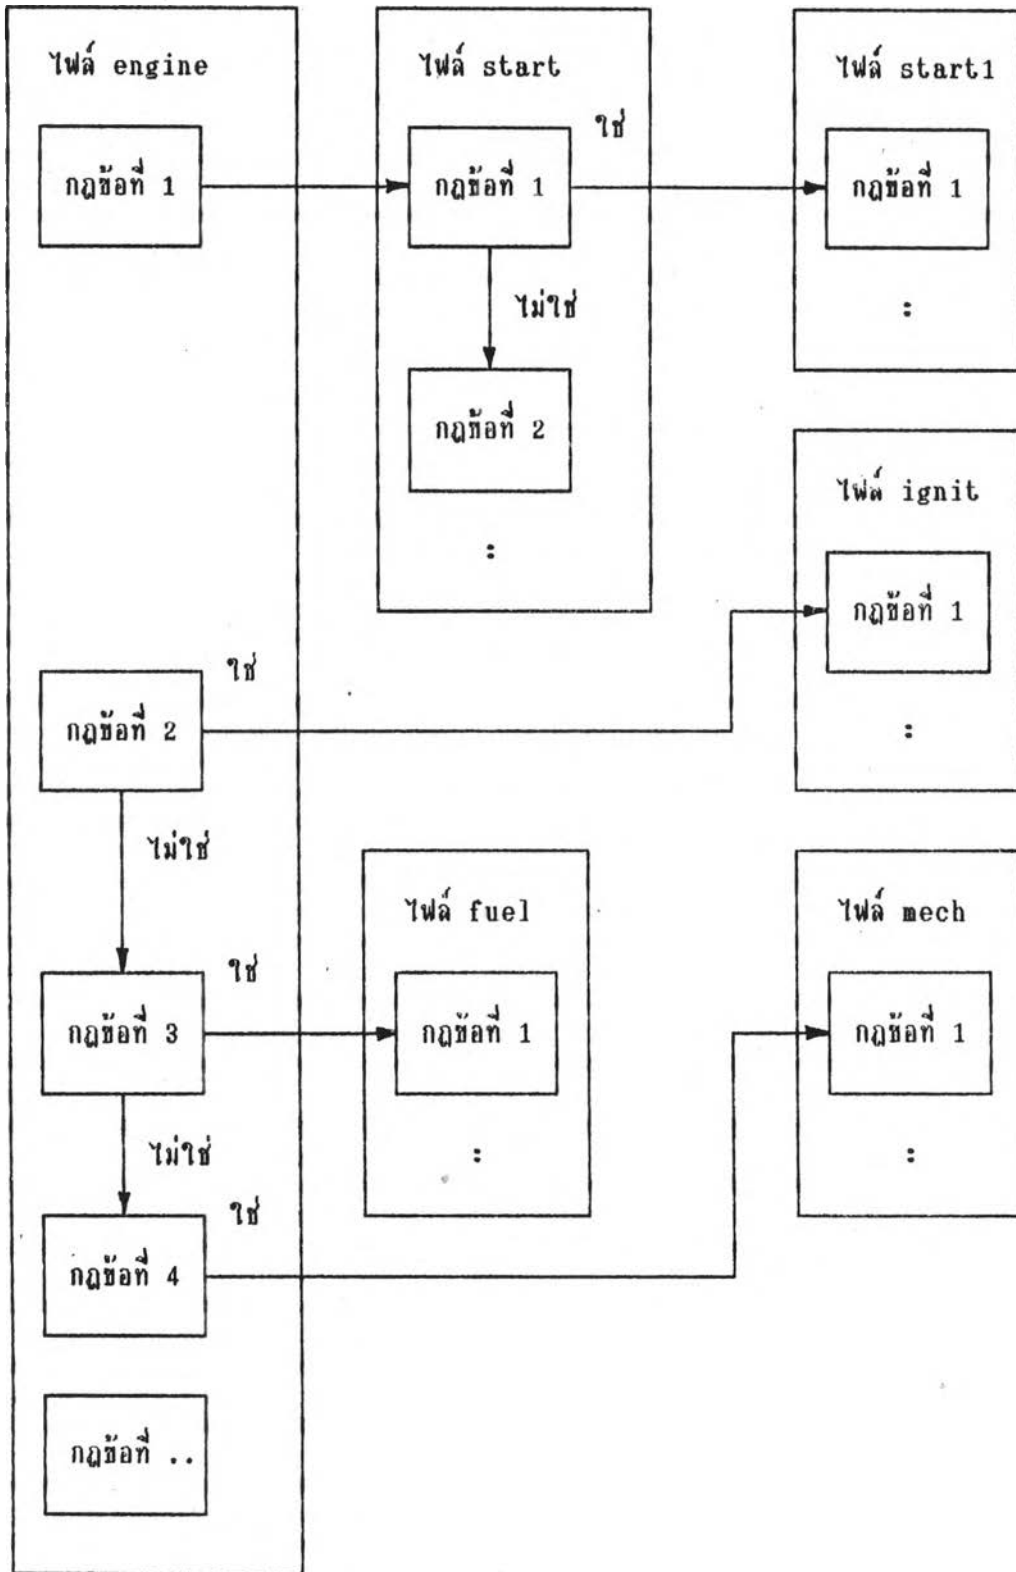 ไฟล์ engine
ไฟล์ start
ไฟล์ start1
ใช่
กฎข้อที่ 1
กฎข้อที่ 1
กฎข้อที่ 1
ไม่ใช่
:
กฎข้อที่ 2
ไฟล์ ignit
:
กฎข้อที่ 1
ใช่
กฎข้อที่ 2
:
ไม่ใช่
ไฟล์ fuel
ไฟล์ mech
ใช่
กฎข้อที่ 3
กฎข้อที่ 1
กฎข้อที่ 1
ไม่ใช่
:
:
ใช่
กฎข้อที่ 4
กฎข้อที่ ..